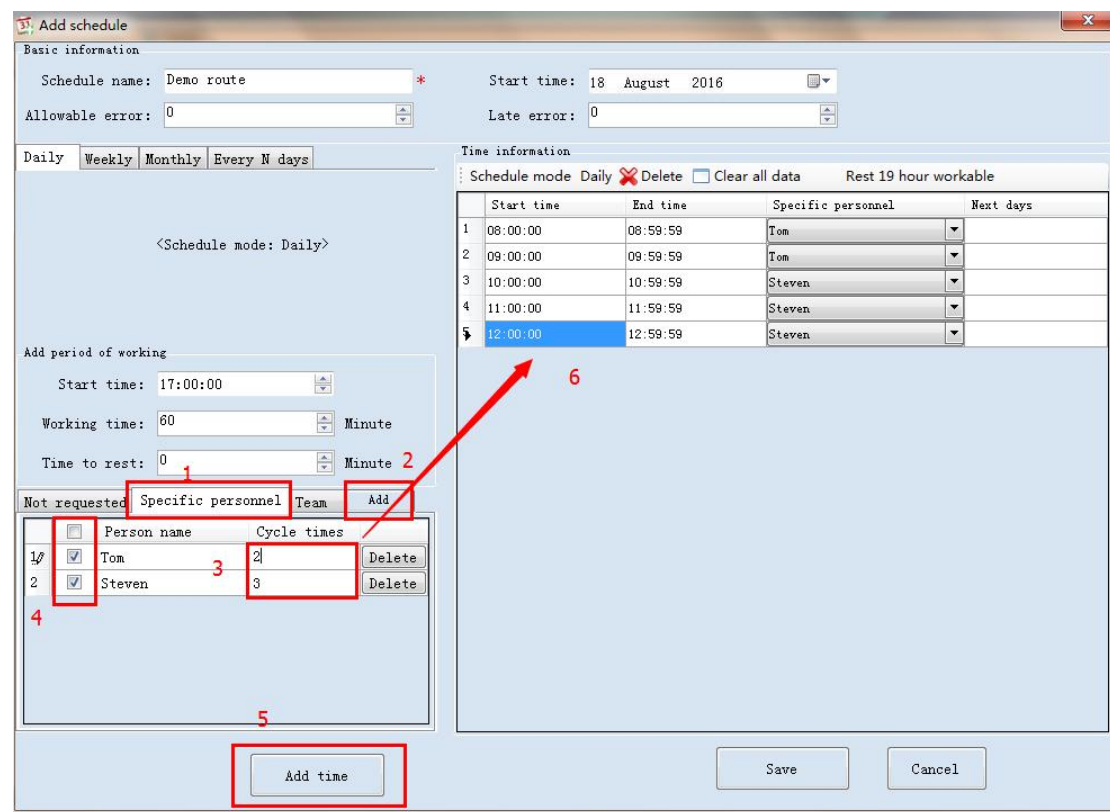 Add schedule
Basic information
Schedule name: Demo route * Start time: 18 August 2016
Allowable error: 0 Late error: 0
Daily Weekly Monthly Every N days
<Schedule mode: Daily>
Add period of working
Start time: 17:00:00
Working time: 60 Minute
Time to rest: 0 Minute
1 2
Not requested Specific personnel Team Add
Person name Cycle times
1 Tom 2 Delete
2 Steven 3 Delete
3
4
5
Add time
Time information
Schedule mode Daily Delete Clear all data Rest 19 hour workable
Start time End time Specific personnel Next days
1 08:00:00 08:59:59 Tom
2 09:00:00 09:59:59 Tom
3 10:00:00 10:59:59 Steven
4 11:00:00 11:59:59 Steven
5 12:00:00 12:59:59 Steven
6
Save Cancel